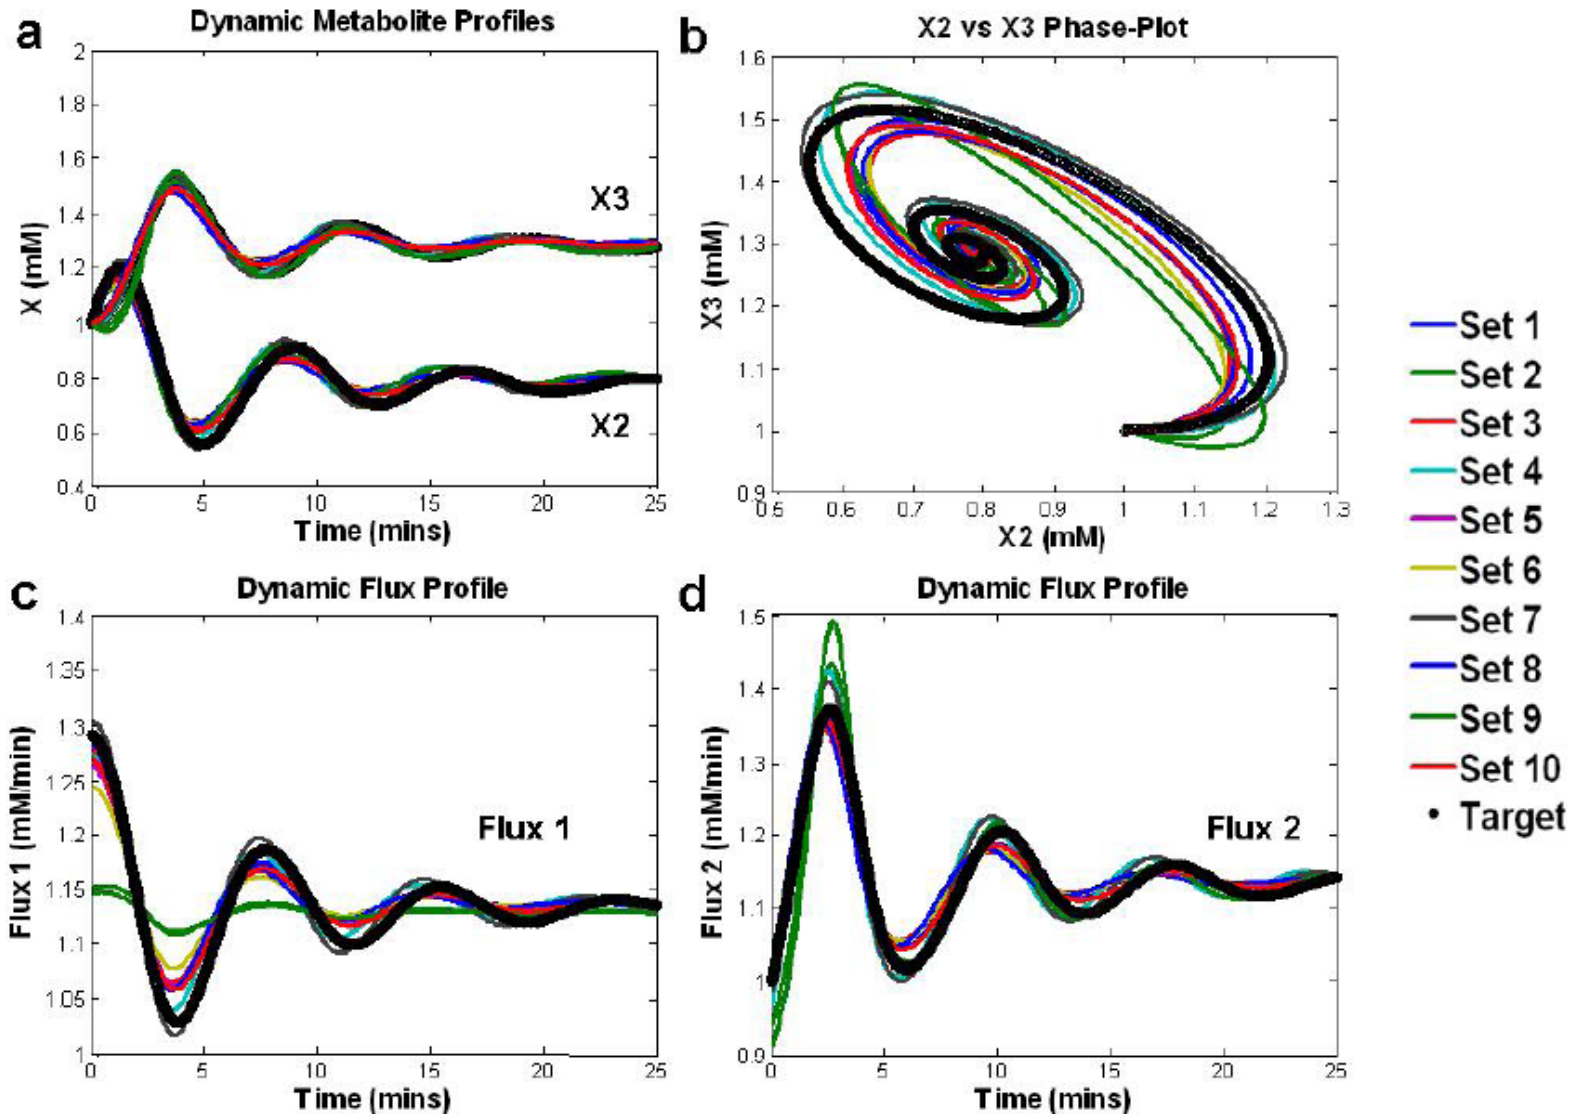 a
Dynamic Metabolite Profiles
2
1.8
1.6
1.4
1.2
1
0.8
0.6
0.4
X (mM)
X3
X2
0
5
10
15
20
25
Time (mins)
b
X2 vs X3 Phase-Plot
1.6
1.5
1.4
1.3
1.2
1.1
1
0.9
X3 (mM)
0.5
0.6
0.7
0.8
0.9
1
1.1
1.2
1.3
X2 (mM)
c
Dynamic Flux Profile
1.4
1.35
1.3
1.25
1.2
1.15
1.1
1.05
1
Flux 1 (mM/min)
Flux 1
0
5
10
15
20
25
Time (mins)
d
Dynamic Flux Profile
1.5
1.4
1.3
1.2
1.1
1
0.9
Flux 2 (mM/min)
Flux 2
0
5
10
15
20
25
Time (mins)
Set 1
Set 2
Set 3
Set 4
Set 5
Set 6
Set 7
Set 8
Set 9
Set 10
Target